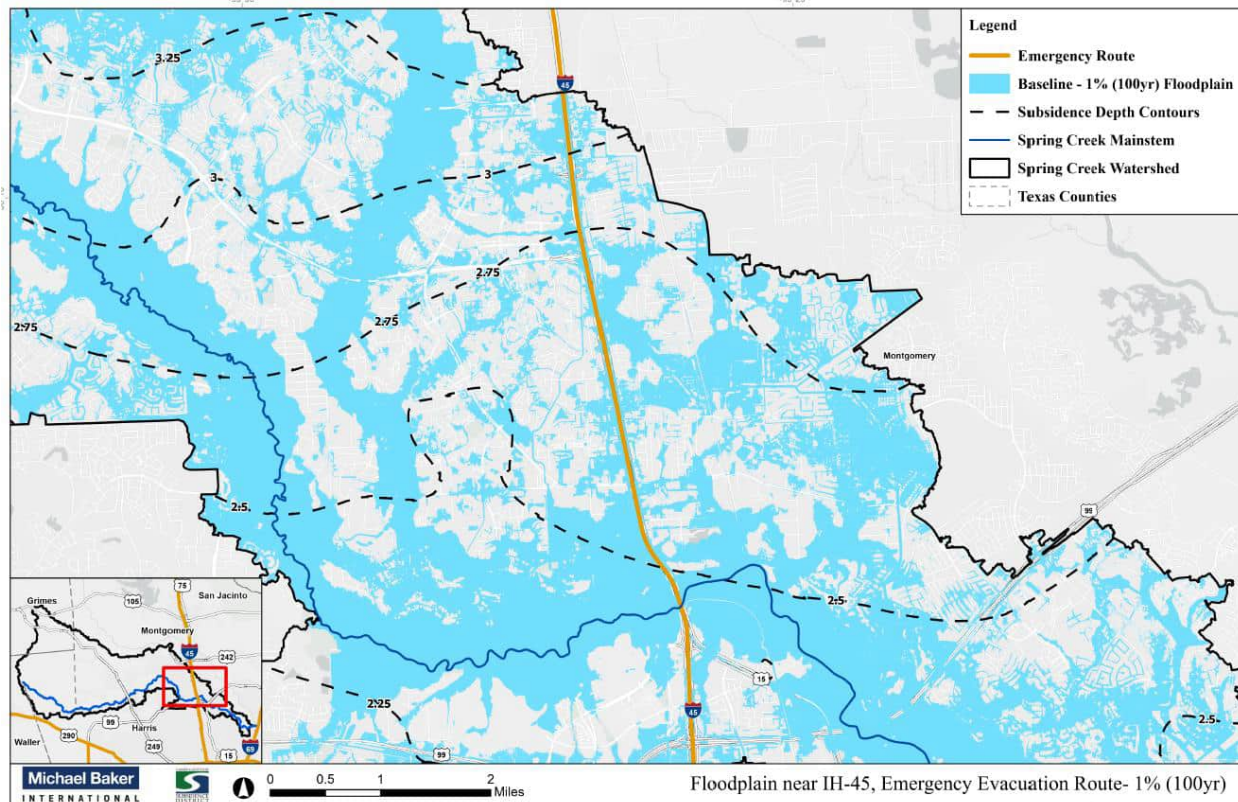 Legend
Emergency Route
Baseline - 1% (100yr) Floodplain
Subsidence Depth Contours
Spring Creek Mainstem
Spring Creek Watershed
Texas Counties
3.25
45
3
3
2.75
2.75
2.75
Montgomery
2.5
99
2.5
2.5
15
2.25
45
99
75
Grimes
105
San Jacinto
Montgomery
45
242
99
Harris
290
249
Waller
15
69
Michael Baker
INTERNATIONAL
SUBSIDENCE
DISTRICT
0 0.5 1 2
Miles
Floodplain near IH-45, Emergency Evacuation Route- 1% (100yr)